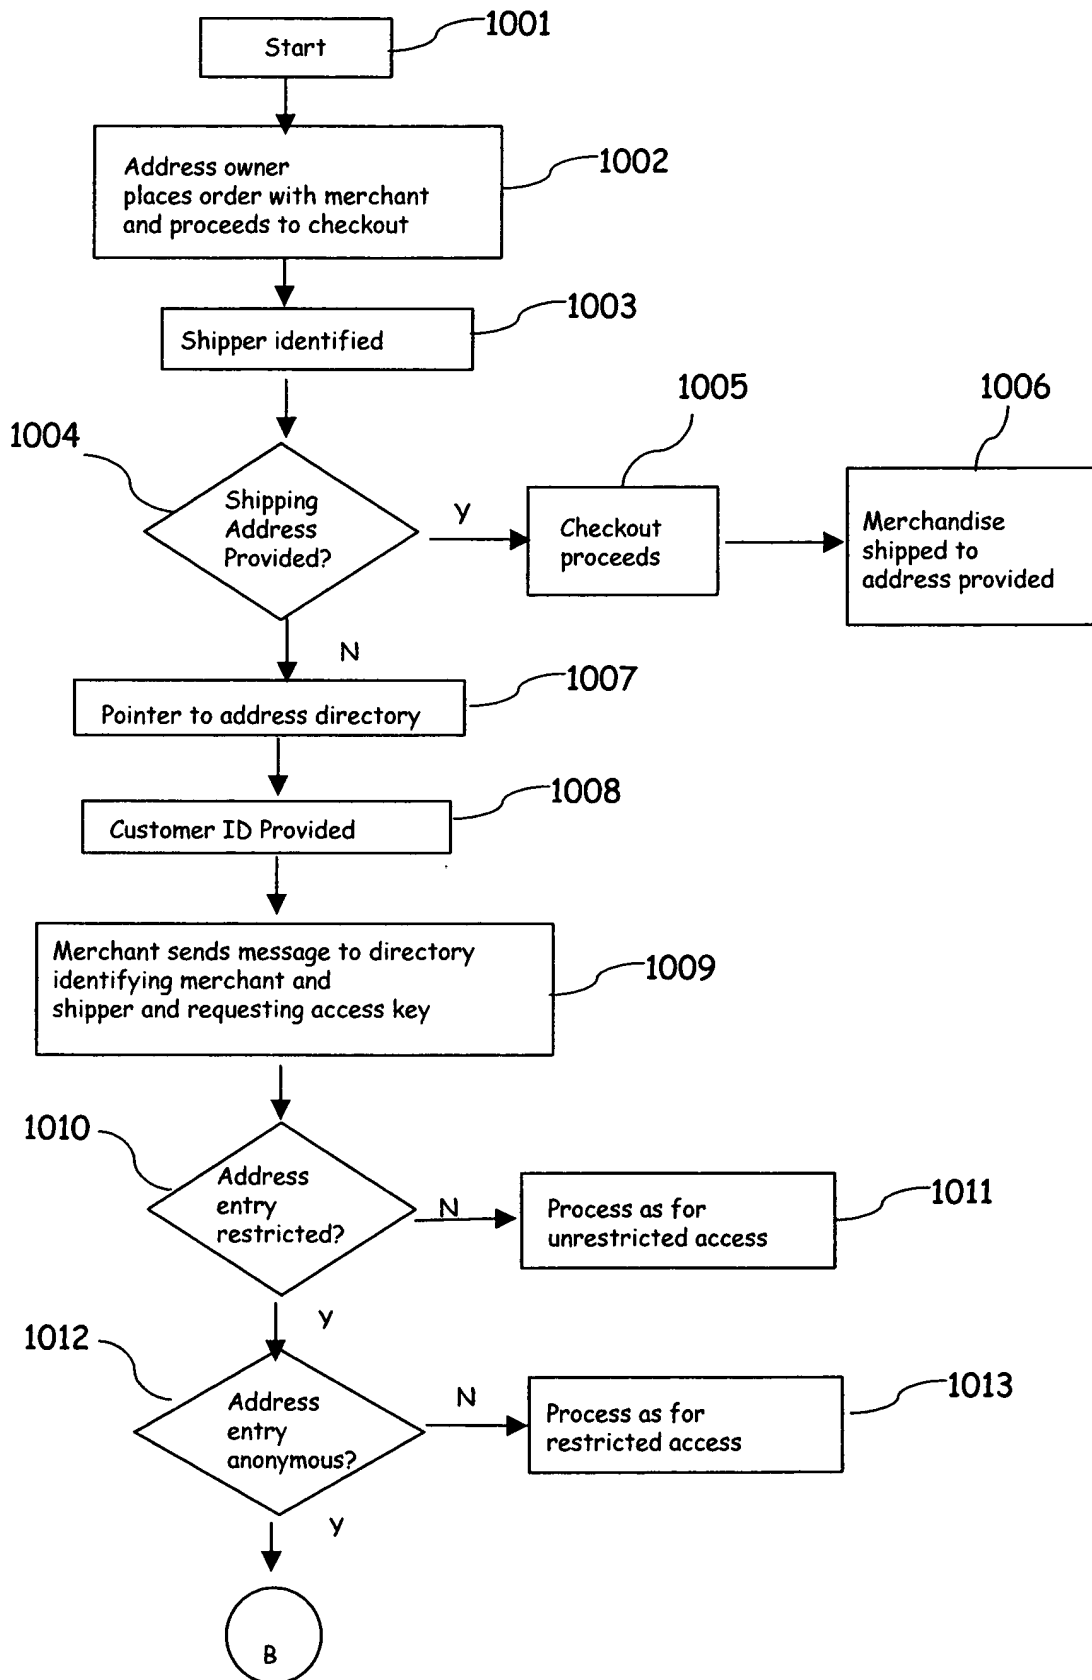 Start
1001
Address owner
places order with merchant
and proceeds to checkout
1002
Shipper identified
1003
1004
Shipping
Address
Provided?
Y
1005
Checkout
proceeds
1006
Merchandise
shipped to
address provided
N
Pointer to address directory
1007
Customer ID Provided
1008
Merchant sends message to directory
identifying merchant and
shipper and requesting access key
1009
1010
Address
entry
restricted?
N
Process as for
unrestricted access
1011
Y
1012
Address
entry
anonymous?
N
Process as for
restricted access
1013
Y
B